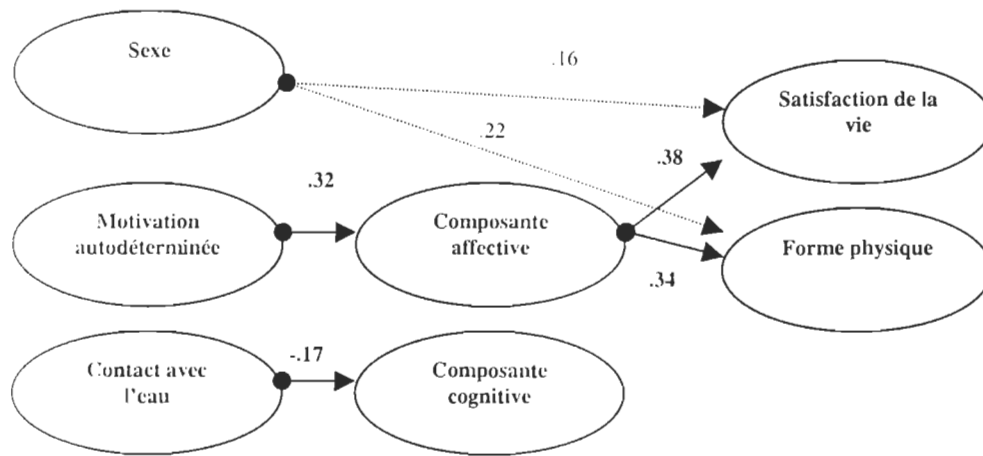 Sexe
.16
Satisfaction de la
vie
.22
.38
.32
Motivation
autodéterminée
Composante
affective
Forme physique
.34
Contact avec
l'eau
-.17
Composante
cognitive